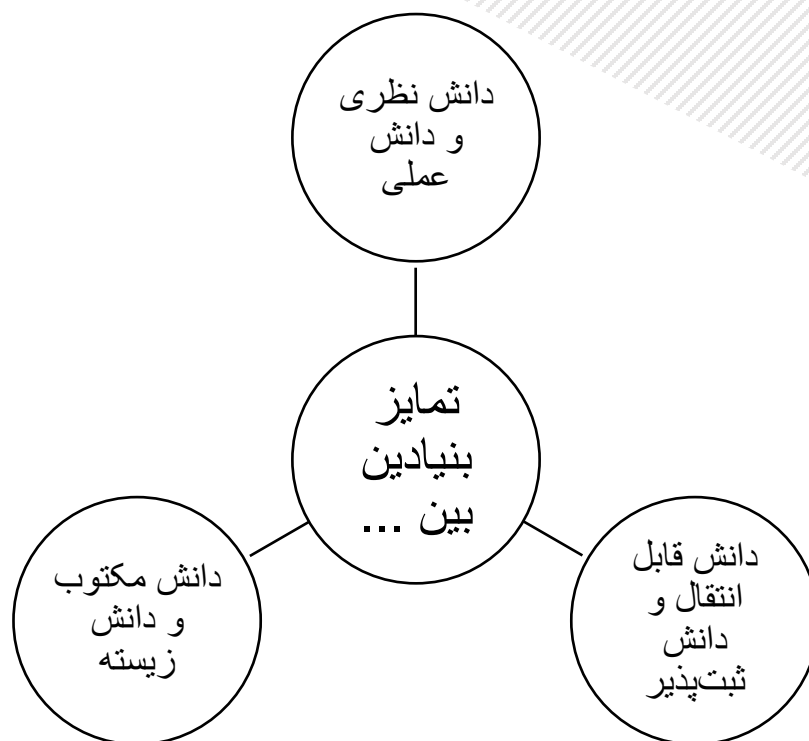 دانش نظری
و دانش
عملی
تمایز
بنیادین
بین ...
دانش قابل
انتقال و
دانش
ثبت‌پذیر
دانش مکتوب
و دانش
زیسته